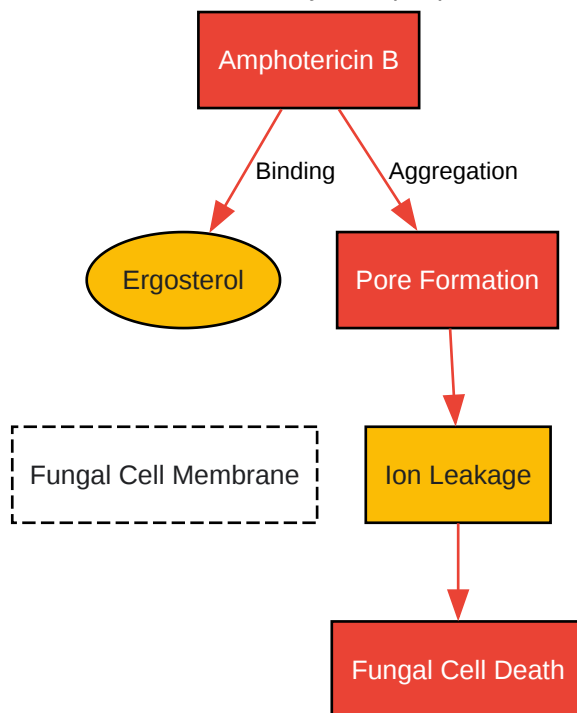 Amphotericin B
Binding
Aggregation
Ergosterol
Pore Formation
Fungal Cell Membrane
Ion Leakage
Fungal Cell Death